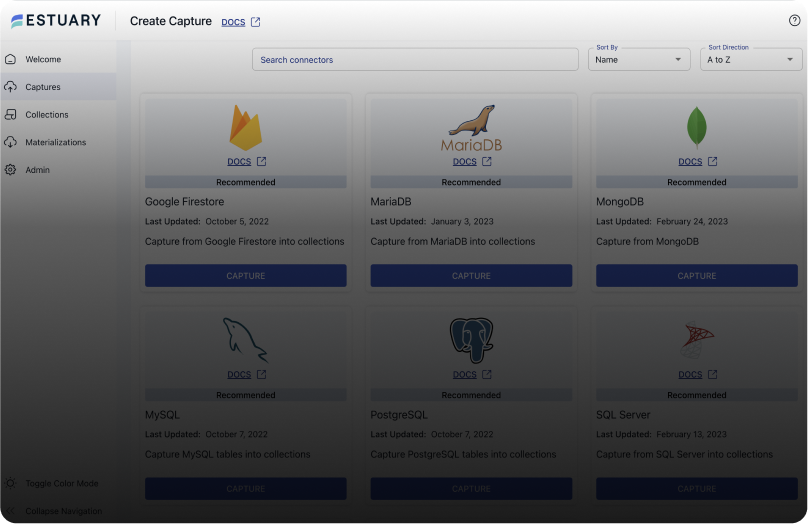 ESTUARY
Create Capture DOCS
Welcome
Captures
Collections
Materializations
Admin
Toggle Color Mode
Collapse Navigation
Search connectors
Sort By
Name
Sort Direction
A to Z
DOCS
Recommended
Google Firestore
Last Updated: October 5, 2022
Capture from Google Firestore into collections
CAPTURE
MariaDB
DOCS
Recommended
MariaDB
Last Updated: January 3, 2023
Capture from MariaDB into collections
CAPTURE
DOCS
Recommended
MongoDB
Last Updated: February 24, 2023
Capture from MongoDB
CAPTURE
DOCS
Recommended
MySQL
Last Updated: October 7, 2022
Capture MySQL tables into collections
CAPTURE
DOCS
Recommended
PostgreSQL
Last Updated: October 7, 2022
Capture PostgreSQL tables into collections
CAPTURE
DOCS
Recommended
SQL Server
Last Updated: February 13, 2023
Capture from SQL Server into collections
CAPTURE